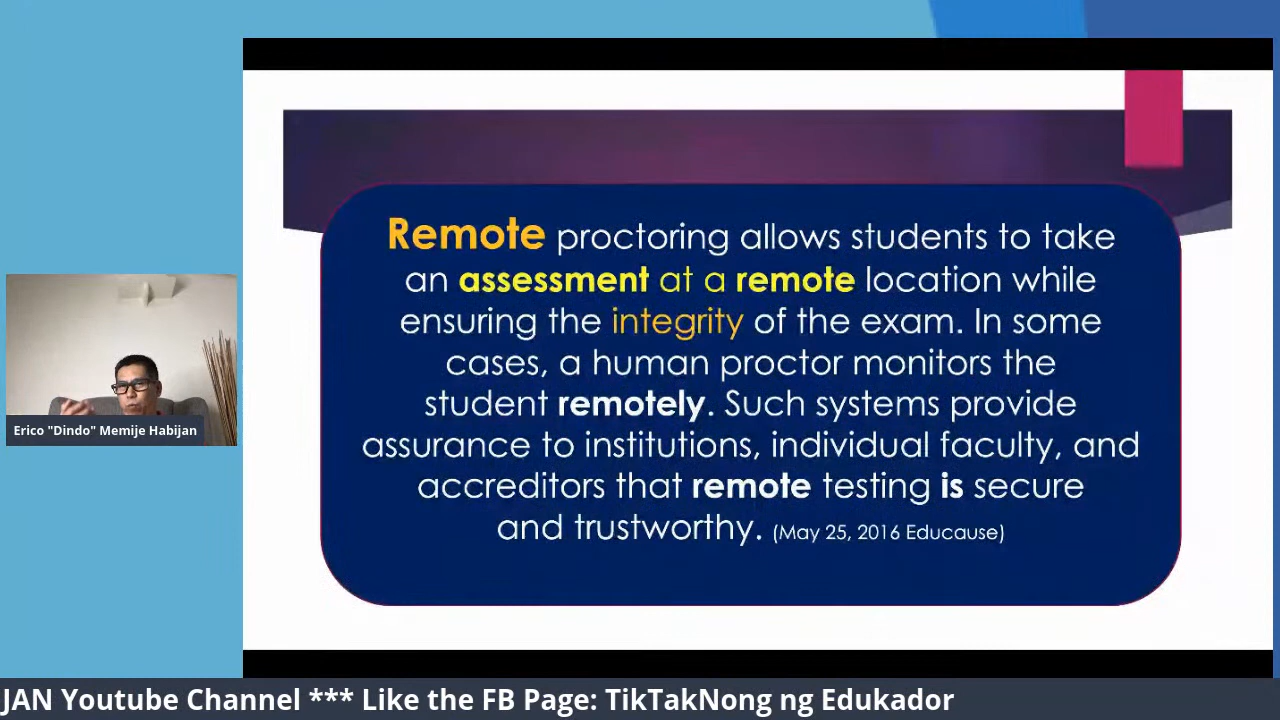 Remote proctoring allows students to take
an assessment at a remote location while
ensuring the integrity of the exam. In some
cases, a human proctor monitors the
student remotely. Such systems provide
assurance to institutions, individual faculty, and
accreditors that remote testing is secure
and trustworthy. (May 25, 2016 Educause)
Erico "Dindo" Memije Habijan
JAN Youtube Channel *** Like the FB Page: TikTakNong ng Edukador